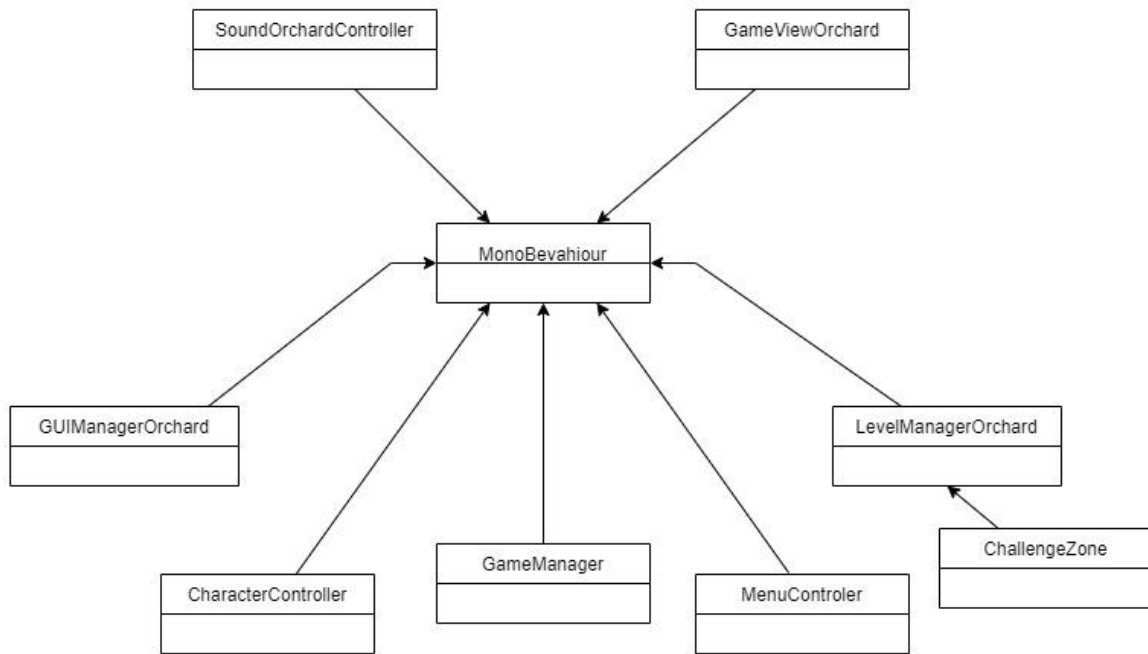 SoundOrchardController
GameViewOrchard
MonoBevahiour
GUIManagerOrchard
LevelManagerOrchard
ChallengeZone
GameManager
CharacterController
MenuControler